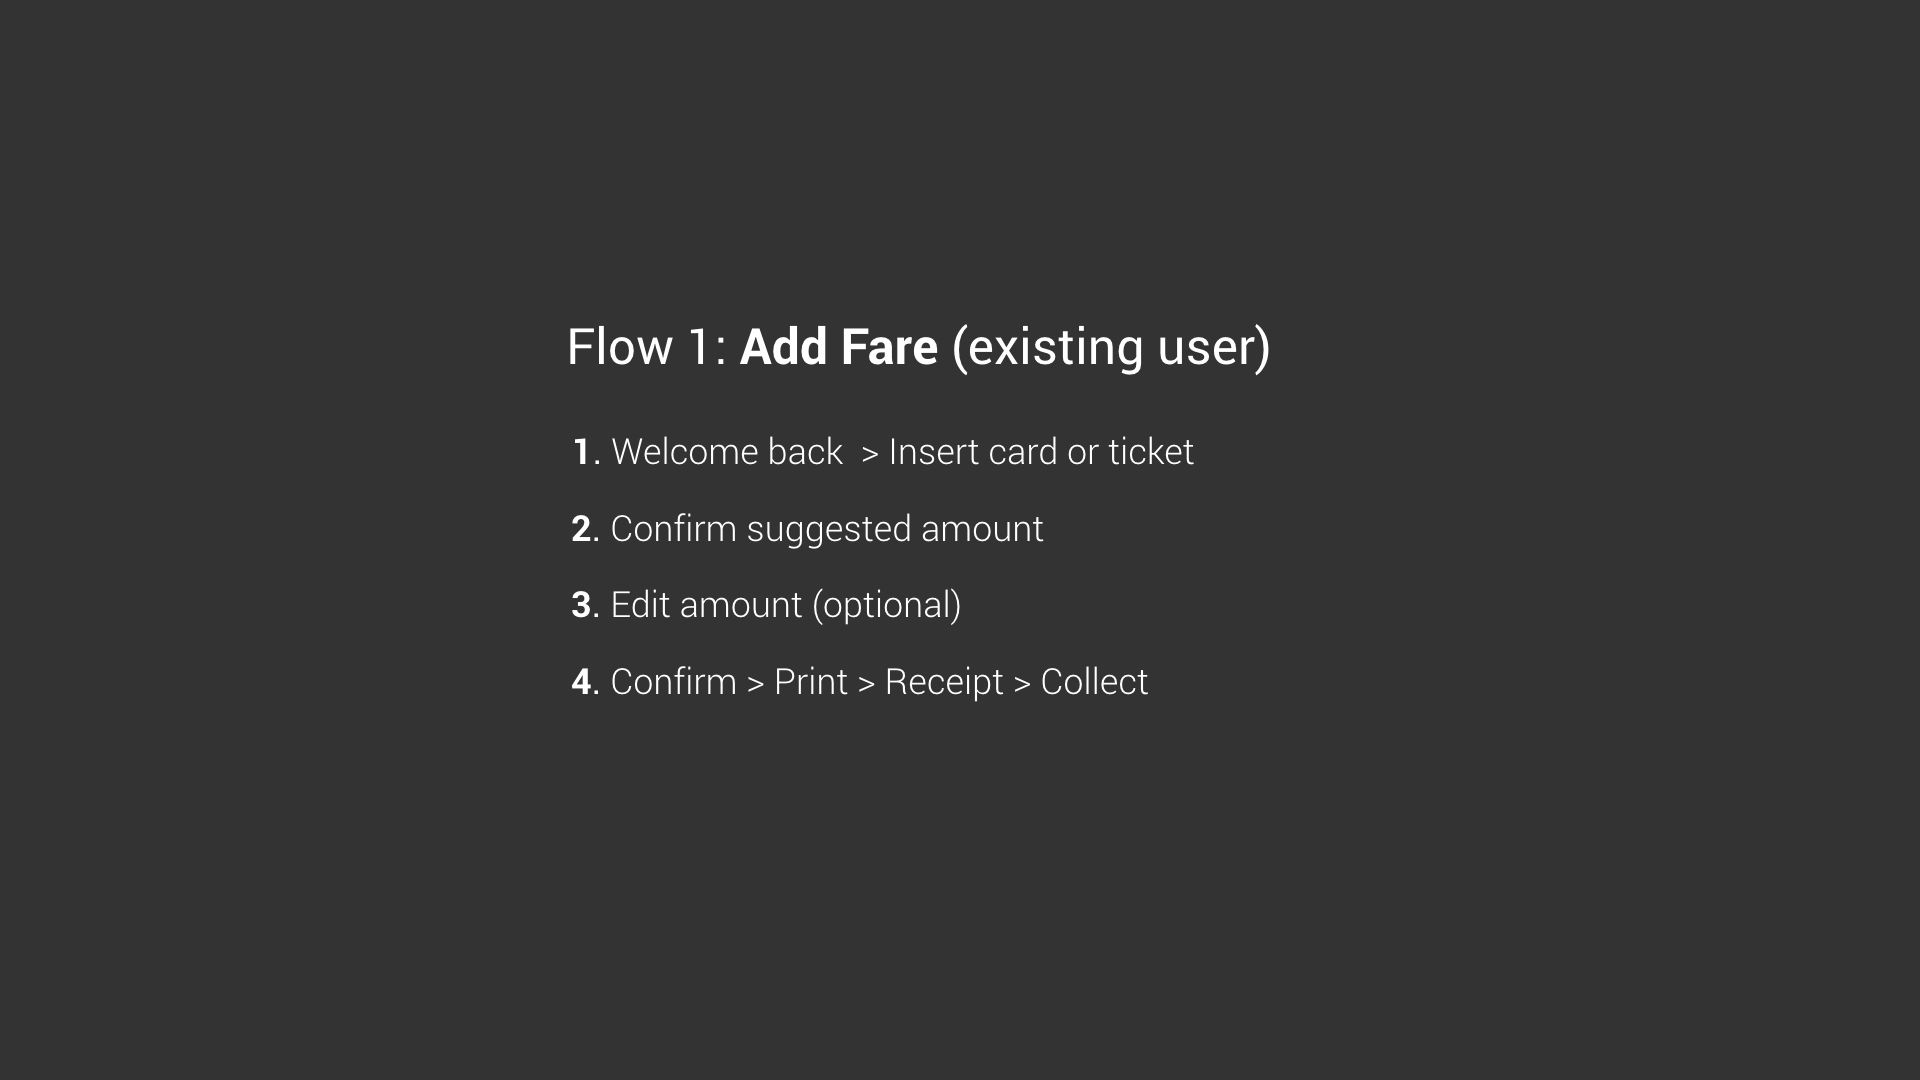 Flow 1: Add Fare (existing user)
1. Welcome back > Insert card or ticket
2. Confirm suggested amount
3. Edit amount (optional)
4. Confirm > Print > Receipt > Collect